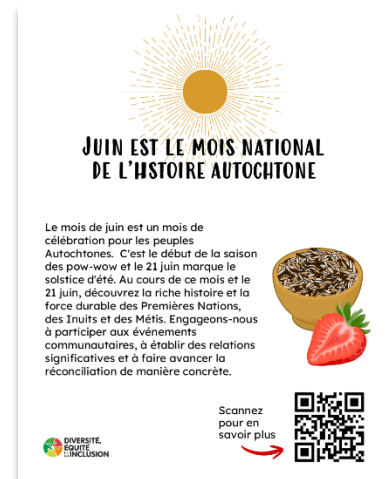 JUIN EST LE MOIS NATIONAL
DE L'HSTOIRE AUTOCHTONE
Le mois de juin est un mois de
célébration pour les peuples
Autochtones. C'est le début de la saison
des pow-wow et le 21 juin marque le
solstice d'été. Au cours de ce mois et le
21 juin, découvrez la riche histoire et la
force durable des Premières Nations,
des Inuits et des Métis. Engageons-nous
à participer aux événements
communautaires, à établir des relations
significatives et à faire avancer la
réconciliation de manière concrète.
Scannez
pour en
savoir plus
DIVERSITÉ,
ÉQUITÉ
ET INCLUSION